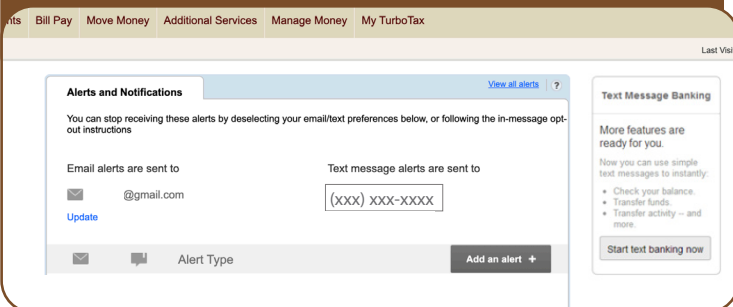 nts Bill Pay Move Money Additional Services Manage Money My TurboTax
Last Visi
Alerts and Notifications
View all alerts ?
You can stop receiving these alerts by deselecting your email/text preferences below, or following the in-message opt-
out instructions
Email alerts are sent to
@gmail.com
Update
Text message alerts are sent to
(xxx) xxx-xxxx
Alert Type
Add an alert +
Text Message Banking
More features are
ready for you.
Now you can use simple
text messages to instantly:
• Check your balance.
• Transfer funds.
• Transfer activity -- and
more.
Start text banking now